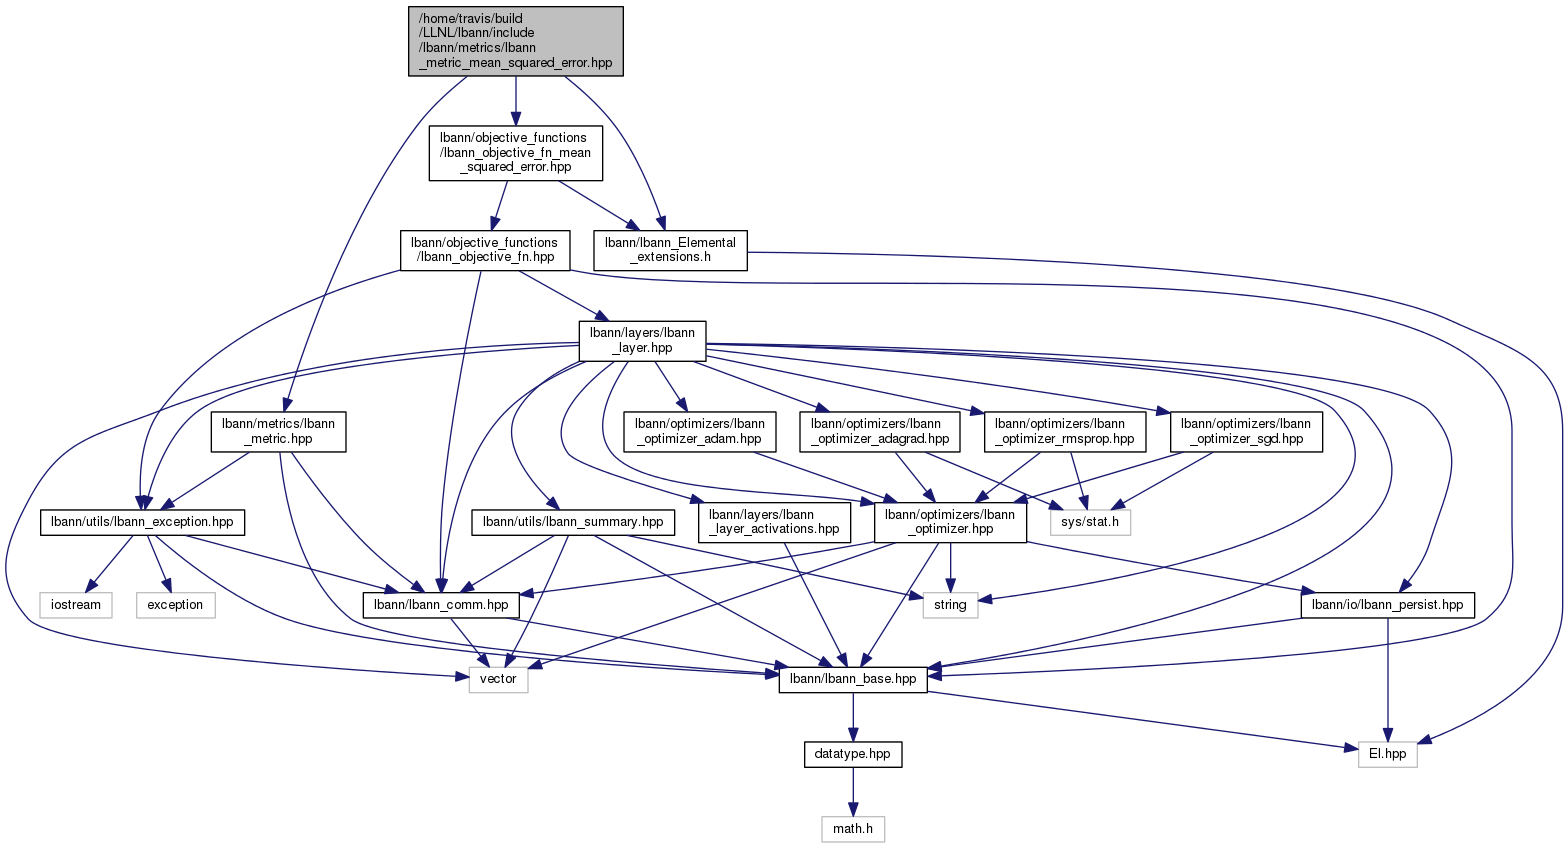 /home/travis/build
/LLNL/lbann/include
/lbann/metrics/lbann
_metric_mean_squared_error.hpp
lbann/objective_functions
/lbann_objective_fn_mean
_squared_error.hpp
lbann/objective_functions
/lbann_objective_fn.hpp
lbann/lbann_Elemental
_extensions.h
lbann/layers/lbann
_layer.hpp
lbann/metrics/lbann
_metric.hpp
lbann/optimizers/lbann
_optimizer_adam.hpp
lbann/optimizers/lbann
_optimizer_adagrad.hpp
lbann/optimizers/lbann
_optimizer_rmsprop.hpp
lbann/optimizers/lbann
_optimizer_sgd.hpp
lbann/utils/lbann_exception.hpp
lbann/utils/lbann_summary.hpp
lbann/layers/lbann
_layer_activations.hpp
lbann/optimizers/lbann
_optimizer.hpp
sys/stat.h
iostream
exception
lbann/lbann_comm.hpp
string
lbann/io/lbann_persist.hpp
vector
lbann/lbann_base.hpp
datatype.hpp
El.hpp
math.h